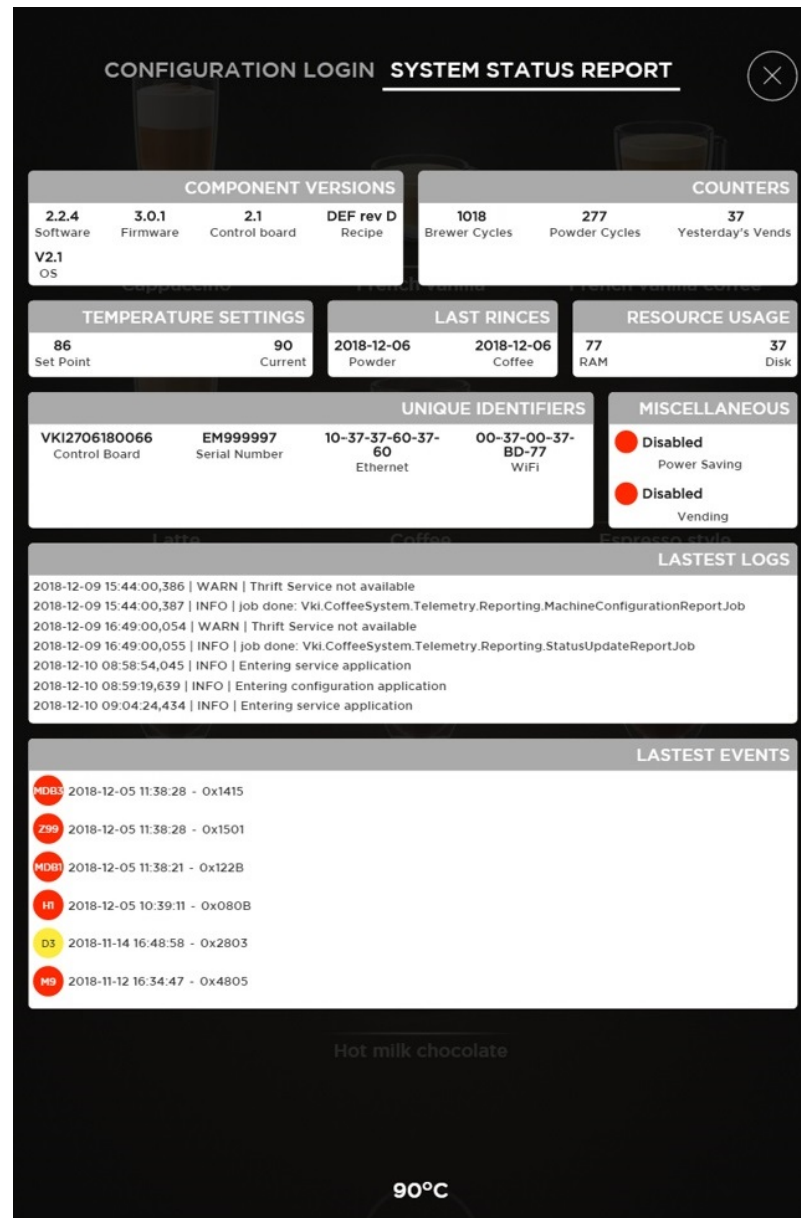 CONFIGURATION LOGIN SYSTEM STATUS REPORT
COMPONENT VERSIONS
2.2.4 3.0.1 2.1 DEF rev D
Software Firmware Control board Recipe
V2.1
OS
COUNTERS
1018 277 37
Brewer Cycles Powder Cycles Yesterday's Vends
Cappuccino French Vanilla French vanilla coffee
TEMPERATURE SETTINGS
86 90
Set Point Current
LAST RINCES
2018-12-06 2018-12-06
Powder Coffee
RESOURCE USAGE
77 37
RAM Disk
UNIQUE IDENTIFIERS
VKI2706180066 EM999997 10-37-37-60-37-60 00-37-00-37-BD-77
Control Board Serial Number Ethernet WiFi
MISCELLANEOUS
Disabled
Power Saving
Disabled
Vending
Latte Coffee Espresso style
LASTEST LOGS
2018-12-09 15:44:00,386 | WARN | Thrift Service not available
2018-12-09 15:44:00,387 | INFO | job done: Vki.CoffeeSystem.Telemetry.Reporting.MachineConfigurationReportJob
2018-12-09 16:49:00,054 | WARN | Thrift Service not available
2018-12-09 16:49:00,055 | INFO | job done: Vki.CoffeeSystem.Telemetry.Reporting.StatusUpdateReportJob
2018-12-10 08:58:54,045 | INFO | Entering service application
2018-12-10 08:59:19,639 | INFO | Entering configuration application
2018-12-10 09:04:24,434 | INFO | Entering service application
LASTEST EVENTS
MDB3 2018-12-05 11:38:28 - 0x1415
Z99 2018-12-05 11:38:28 - 0x1501
MDB1 2018-12-05 11:38:21 - 0x122B
H1 2018-12-05 10:39:11 - 0x080B
D3 2018-11-14 16:48:58 - 0x2803
M9 2018-11-12 16:34:47 - 0x4805
Hot milk chocolate
90°C